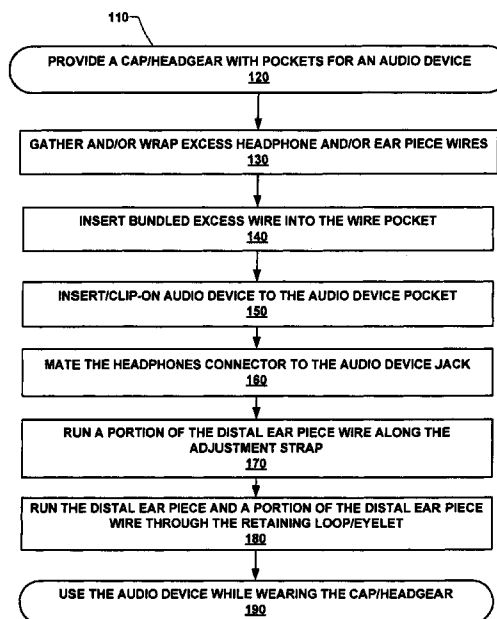 110
PROVIDE A CAP/HEADGEAR WITH POCKETS FOR AN AUDIO DEVICE
120
GATHER AND/OR WRAP EXCESS HEADPHONE AND/OR EAR PIECE WIRES
130
INSERT BUNDLED EXCESS WIRE INTO THE WIRE POCKET
140
INSERT/CLIP-ON AUDIO DEVICE TO THE AUDIO DEVICE POCKET
150
MATE THE HEADPHONES CONNECTOR TO THE AUDIO DEVICE JACK
160
RUN A PORTION OF THE DISTAL EAR PIECE WIRE ALONG THE
ADJUSTMENT STRAP
170
RUN THE DISTAL EAR PIECE AND A PORTION OF THE DISTAL EAR PIECE
WIRE THROUGH THE RETAINING LOOP/EYELET
180
USE THE AUDIO DEVICE WHILE WEARING THE CAP/HEADGEAR
190